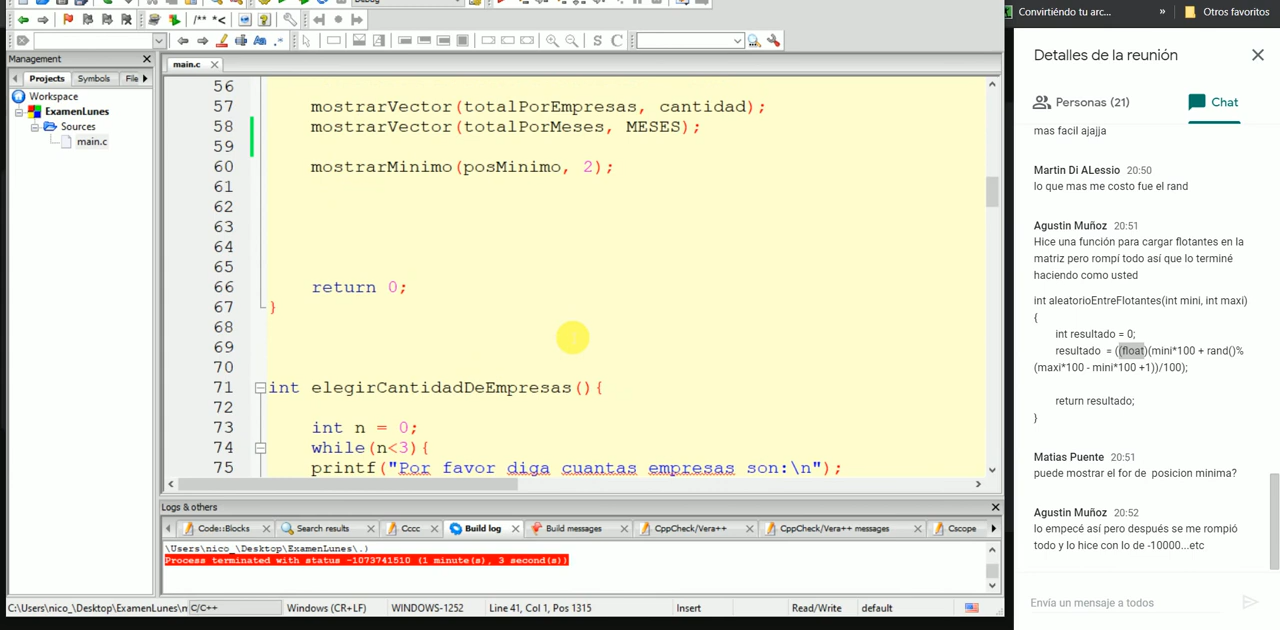 Debug
Convirtiéndo tu arc...
»
Otros favoritos
/** *<
S C
Management
Projects Symbols File
Workspace
ExamenLunes
Sources
main.c
main.c
56
57 mostrarVector(totalPorEmpresas, cantidad);
58 mostrarVector(totalPorMeses, MESES);
59
60 mostrarMinimo(posMinimo, 2);
61
62
63
64
65
66 return 0;
67 }
68
69
70
71 int elegirCantidadDeEmpresas(){
72
73 int n = 0;
74 while(n<3){
75 printf("Por favor diga cuantas empresas son:\n");
Logs & others
Code::Blocks Search results Cccc Build log Build messages CppCheck/Vera++ CppCheck/Vera++ messages Cscope
\Users\nico_\Desktop\ExamenLunes\.)
Process terminated with status -1073741510 (1 minute(s), 3 second(s))
C:\Users\nico_\Desktop\ExamenLunes\m C/C++ Windows (CR+LF) WINDOWS-1252 Line 41, Col 1, Pos 1315 Insert Read/Write default
Detalles de la reunión
Personas (21) Chat
mas facil ajajja
Martin Di ALessio 20:50
lo que mas me costo fue el rand
Agustin Muñoz 20:51
Hice una función para cargar flotantes en la
matriz pero rompí todo así que lo terminé
haciendo como usted
int aleatorioEntreFlotantes(int mini, int maxi)
{
int resultado = 0;
resultado = ((float)(mini*100 + rand()%
(maxi*100 - mini*100 +1))/100);
return resultado;
}
Matias Puente 20:51
puede mostrar el for de posicion minima?
Agustin Muñoz 20:52
lo empecé así pero después se me rompió
todo y lo hice con lo de -10000...etc
Envía un mensaje a todos